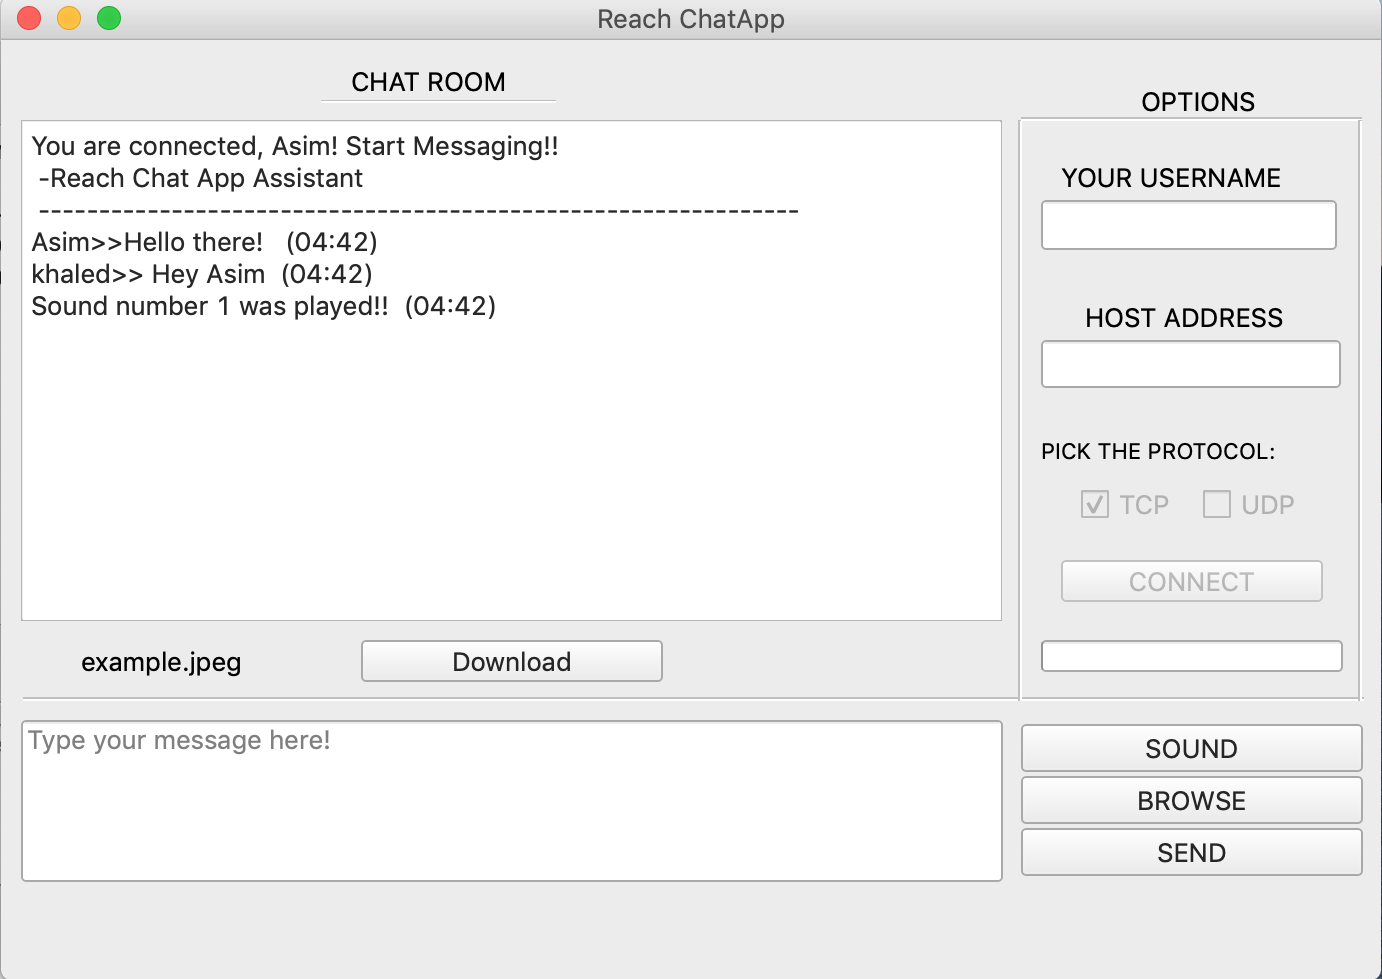 Reach ChatApp
CHAT ROOM
You are connected, Asim! Start Messaging!!
-Reach Chat App Assistant
---------------------------------------------------------------
Asim>>Hello there!   (04:42)
khaled>> Hey Asim  (04:42)
Sound number 1 was played!!  (04:42)
example.jpeg
Download
Type your message here!
OPTIONS
YOUR USERNAME
HOST ADDRESS
PICK THE PROTOCOL:
TCP UDP
CONNECT
SOUND
BROWSE
SEND